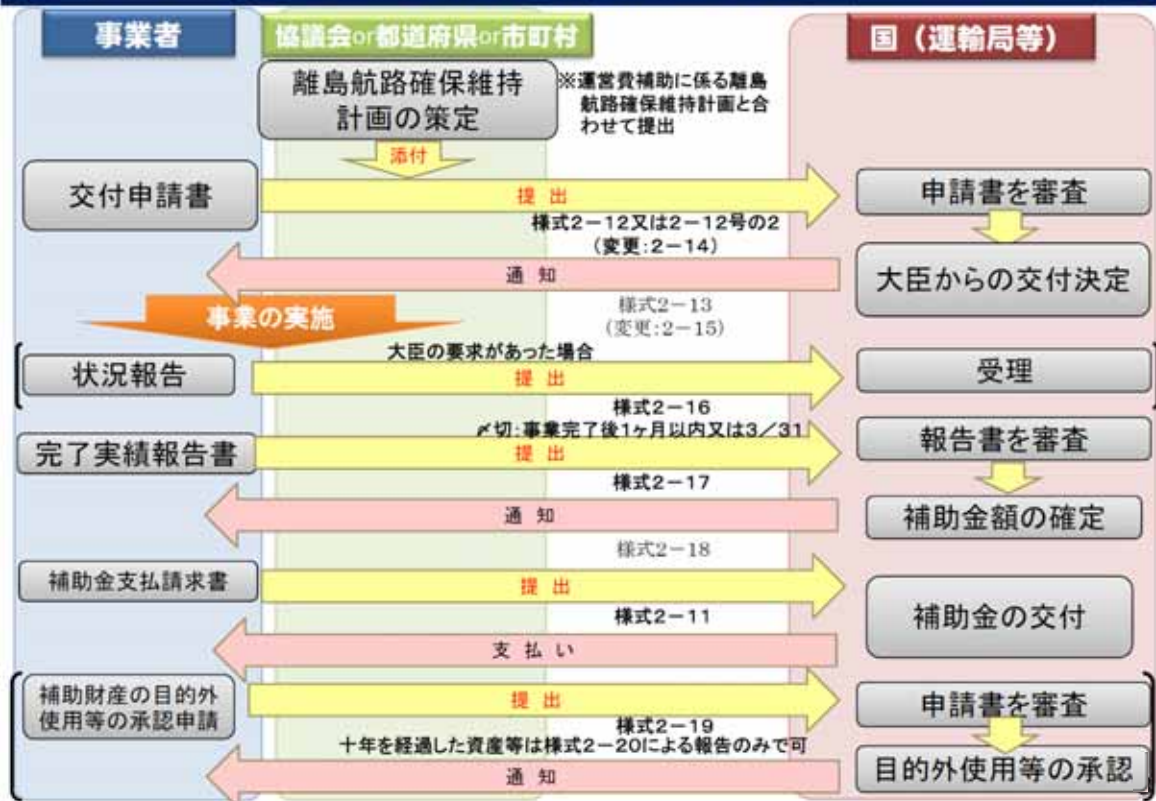 事業者
協議会or都道府県or市町村
国（運輸局等）
離島航路確保維持
計画の策定
※運営費補助に係る離島
航路確保維持計画と合
わせて提出
添付
交付申請書
提 出
申請書を審査
様式2－12又は2－12号の2
（変更：2－14）
通 知
大臣からの交付決定
様式2－13
（変更：2－15）
事業の実施
大臣の要求があった場合
状況報告
提 出
受理
様式2－16
〆切：事業完了後1ヶ月以内又は3／31
完了実績報告書
提 出
報告書を審査
様式2－17
通 知
補助金額の確定
様式2－18
補助金支払請求書
提 出
補助金の交付
様式2－11
支 払 い
補助財産の目的外
使用等の承認申請
提 出
申請書を審査
様式2－19
十年を経過した資産等は様式2－20による報告のみで可
通 知
目的外使用等の承認